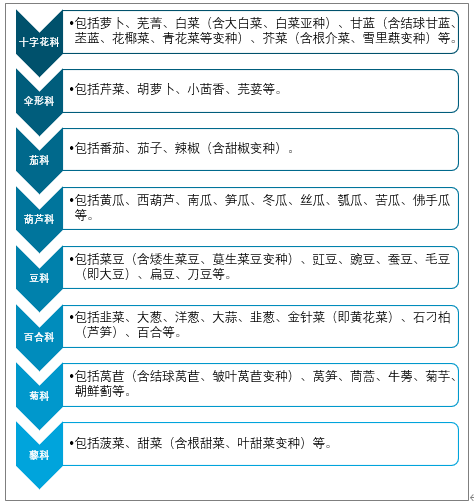 十字花科
•包括萝卜、芜菁、白菜（含大白菜、白菜亚种）、甘蓝（含结球甘蓝、
苤蓝、花椰菜、青花菜等变种）、芥菜（含根介菜、雪里蕻变种）等。
伞形科
•包括芹菜、胡萝卜、小茴香、芫荽等。
茄科
•包括番茄、茄子、辣椒（含甜椒变种）。
葫芦科
•包括黄瓜、西葫芦、南瓜、笋瓜、冬瓜、丝瓜、瓠瓜、苦瓜、佛手瓜
等。
豆科
•包括菜豆（含矮生菜豆、蔓生菜豆变种）、豇豆、豌豆、蚕豆、毛豆
（即大豆）、扁豆、刀豆等。
百合科
•包括韭菜、大葱、洋葱、大蒜、韭葱、金针菜（即黄花菜）、石刁柏
（芦笋）、百合等。
菊科
•包括莴苣（含结球莴苣、皱叶莴苣变种）、莴笋、茼蒿、牛蒡、菊芋、
朝鲜蓟等。
藜科
•包括菠菜、甜菜（含根甜菜、叶甜菜变种）等。